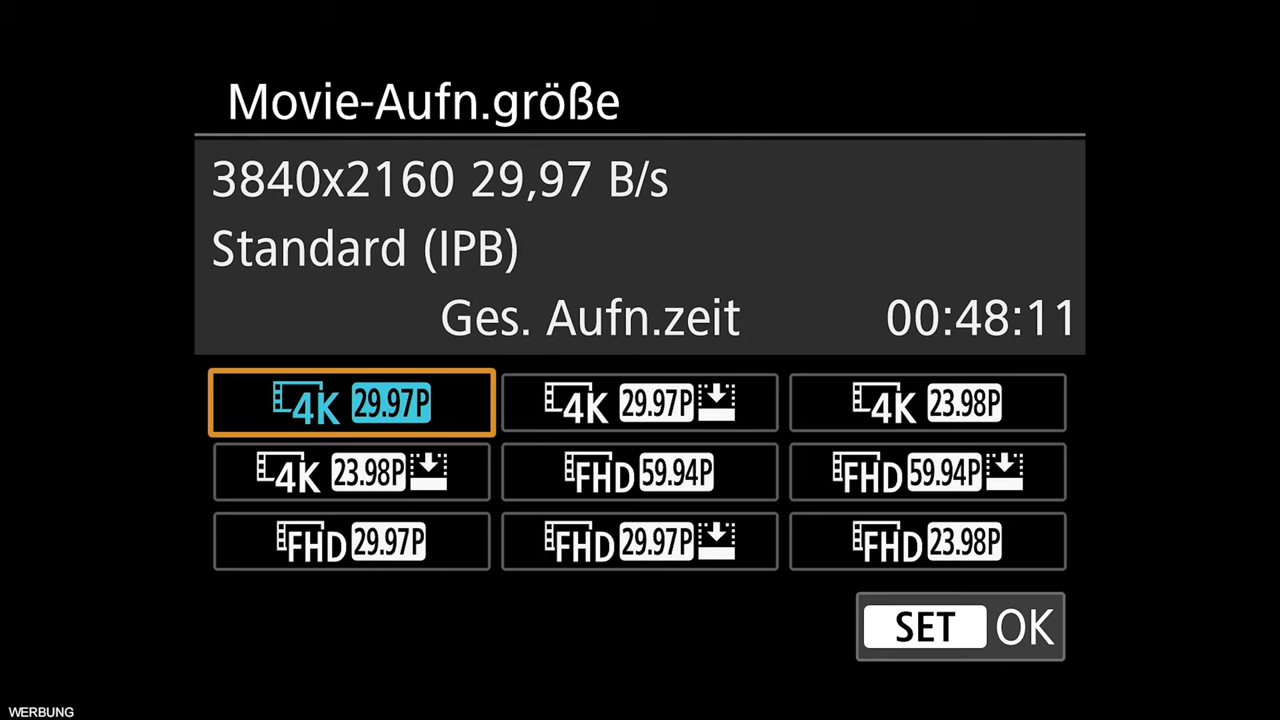 Movie-Aufn.größe
3840x2160 29,97 B/s
Standard (IPB)
Ges. Aufn.zeit 00:48:11
4K 29.97P 4K 29.97P 4K 23.98P
4K 23.98P FHD 59.94P FHD 59.94P
FHD 29.97P FHD 29.97P FHD 23.98P
SET OK
WERBUNG